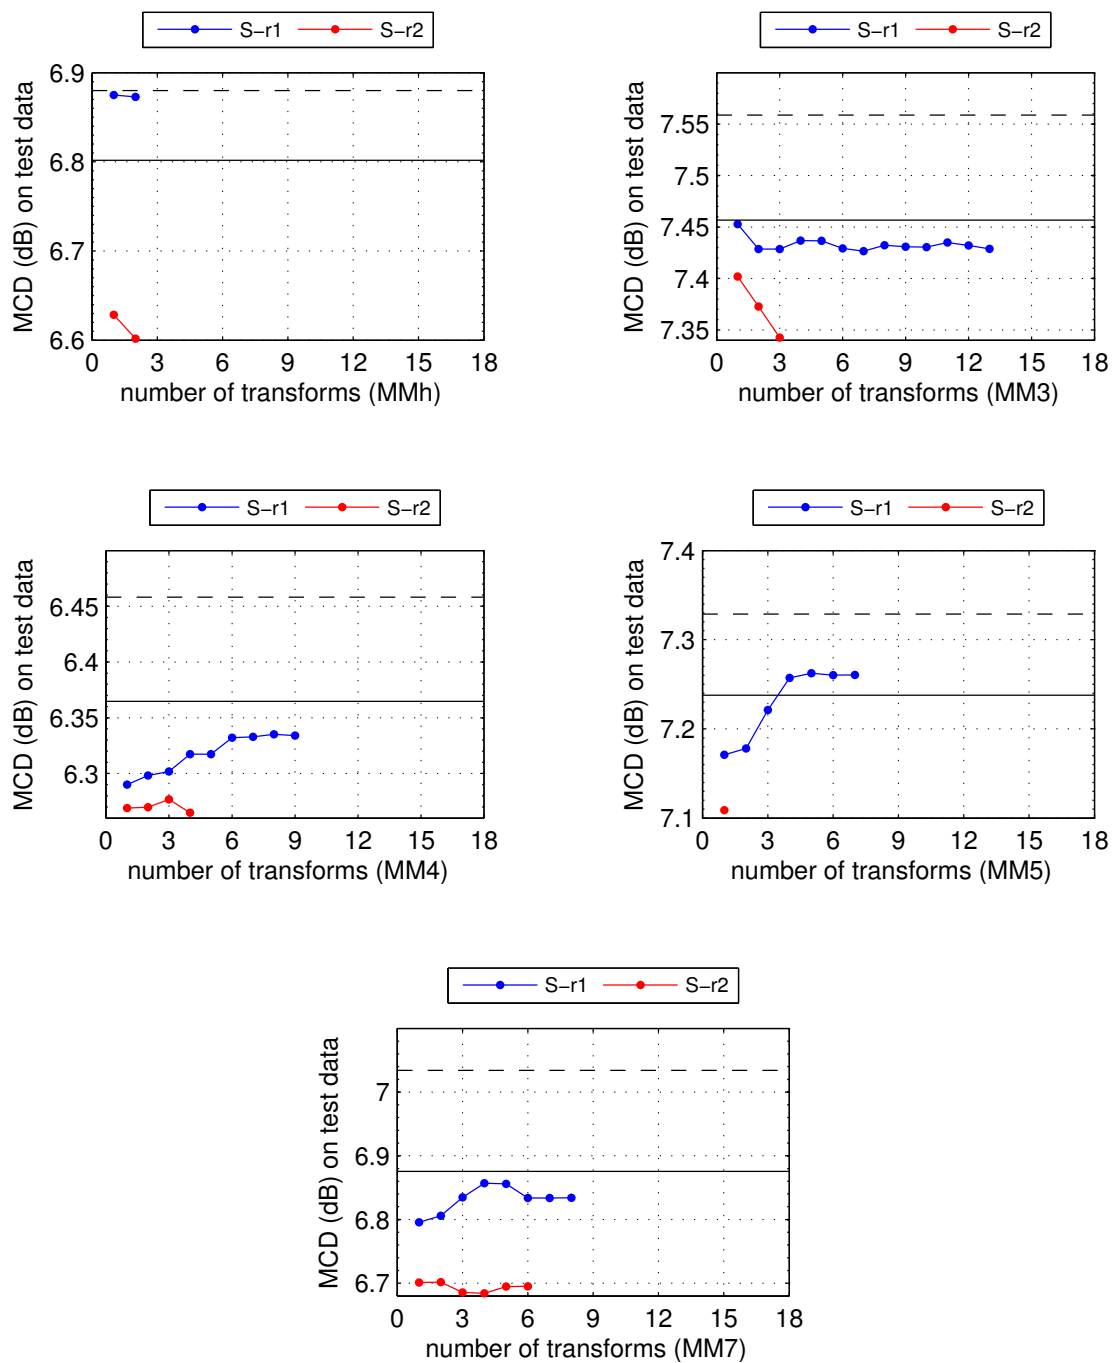 S−r1 S−r2
MCD (dB) on test data
6.9
6.8
6.7
6.6
0 3 6 9 12 15 18
number of transforms (MMh)
S−r1 S−r2
MCD (dB) on test data
7.55
7.5
7.45
7.4
7.35
0 3 6 9 12 15 18
number of transforms (MM3)
S−r1 S−r2
MCD (dB) on test data
6.45
6.4
6.35
6.3
0 3 6 9 12 15 18
number of transforms (MM4)
S−r1 S−r2
MCD (dB) on test data
7.4
7.3
7.2
7.1
0 3 6 9 12 15 18
number of transforms (MM5)
S−r1 S−r2
MCD (dB) on test data
7
6.9
6.8
6.7
0 3 6 9 12 15 18
number of transforms (MM7)